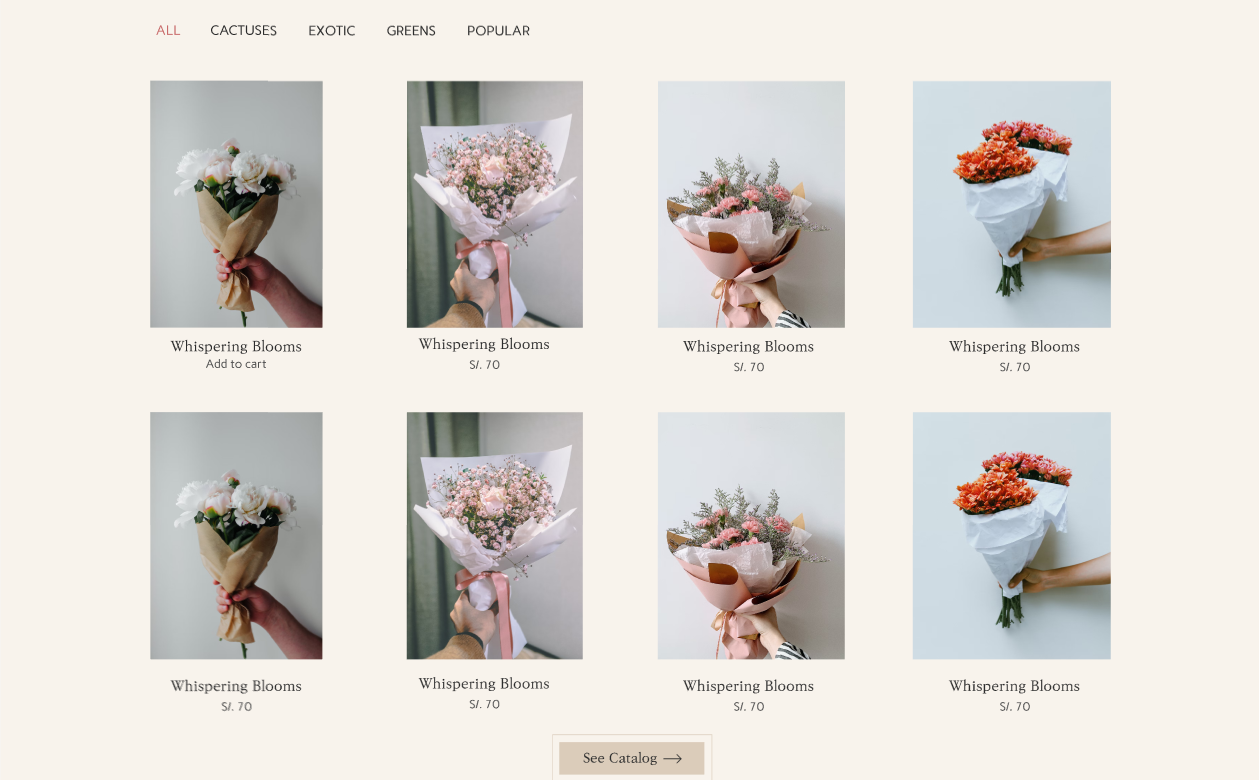 ALL CACTUSES EXOTIC GREENS POPULAR
Whispering Blooms Whispering Blooms Whispering Blooms Whispering Blooms
Add to cart S/. 70 S/. 70 S/. 70
Whispering Blooms Whispering Blooms Whispering Blooms Whispering Blooms
S/. 70 S/. 70 S/. 70 S/. 70
See Catalog →